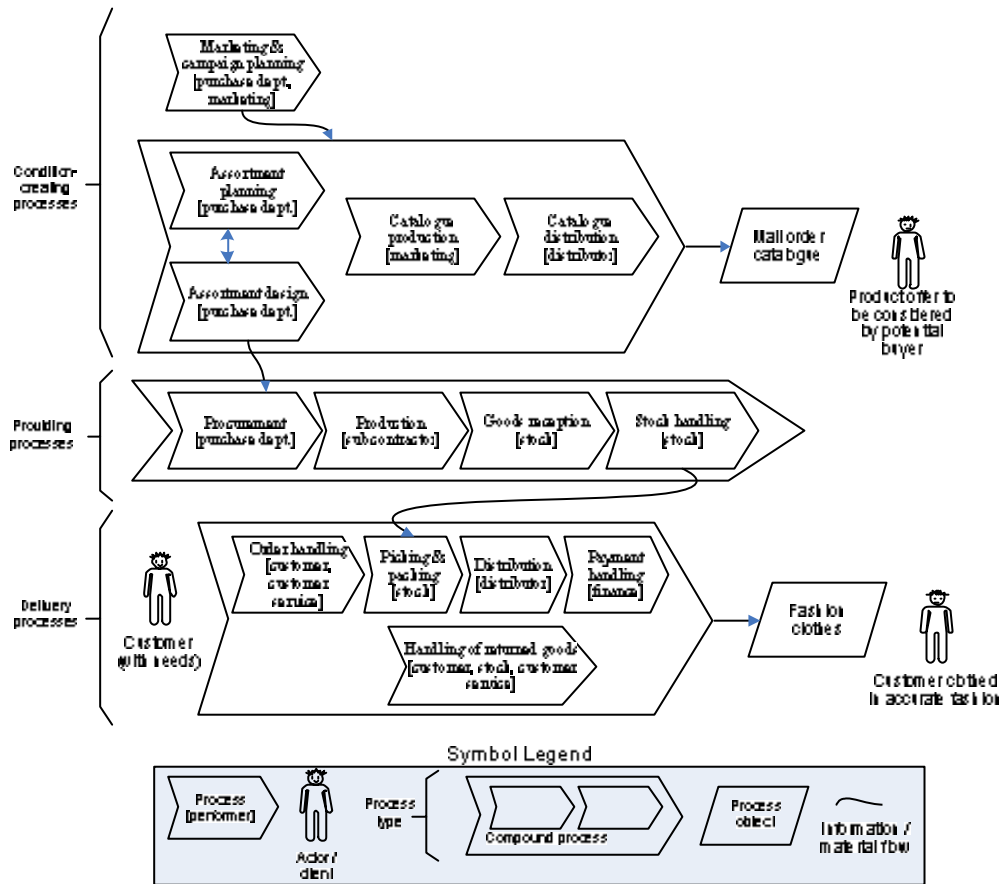 Marketing &
campaign planning
[purchase dept.,
marketing]
Condition-
creating
processes
Assortment
planning
[purchase dept.]
Catalogue
production
[marketing]
Catalogue
distribution
[distributor]
Mail order
catalogue
Assortment design
[purchase dept.]
Product offer to
be considered
by potential
buyer
Providing
processes
Procurement
[purchase dept.]
Production
[subcontractor]
Goods reception
[stock]
Stock handling
[stock]
Delivery
processes
Customer
(with needs)
Order handling
[customer,
customer
service]
Picking &
packing
[stock]
Distribution
[distributor]
Payment
handling
[finance]
Handling of returned goods
[customer, stock, customer
service]
Fashion
clothes
Customer clothed
in accurate fashion
Symbol Legend
Process
[performer]
Actor/
client
Process
type
Compound process
Process
object
Information /
material flow